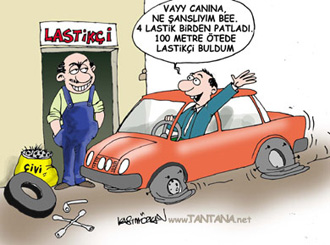 VAYY CANINA,
NE ŞANSLIYIM BEE.
4 LASTİK BİRDEN PATLADI.
100 METRE ÖTEDE
LASTİKÇİ BULDUM
LASTİKÇİ
ÇİVİ
www.TANTANA.net